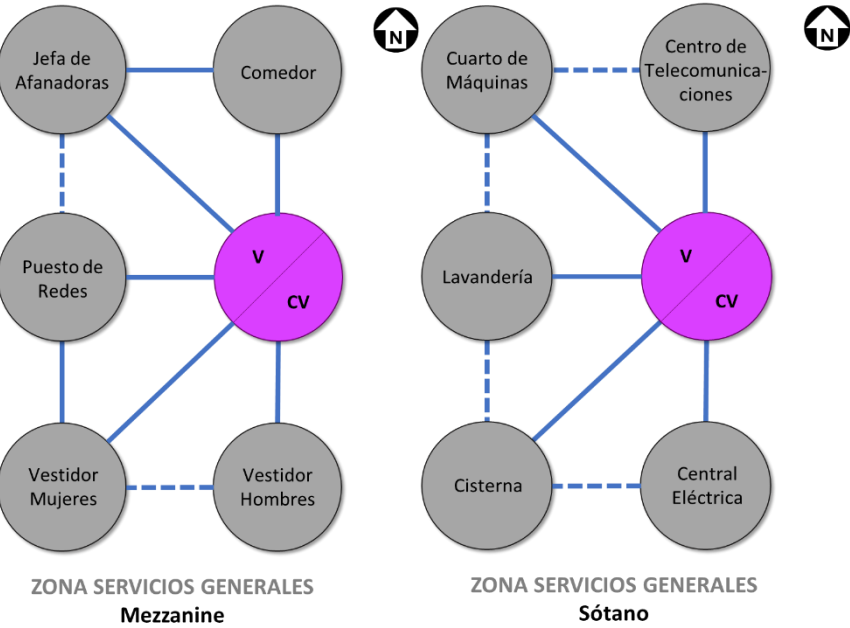 Jefa de
Afanadoras
Comedor
N
Puesto de
Redes
V
CV
Vestidor
Mujeres
Vestidor
Hombres
ZONA SERVICIOS GENERALES
Mezzanine
Cuarto de
Máquinas
Centro de
Telecomunica-
ciones
N
Lavandería
V
CV
Cisterna
Central
Eléctrica
ZONA SERVICIOS GENERALES
Sótano